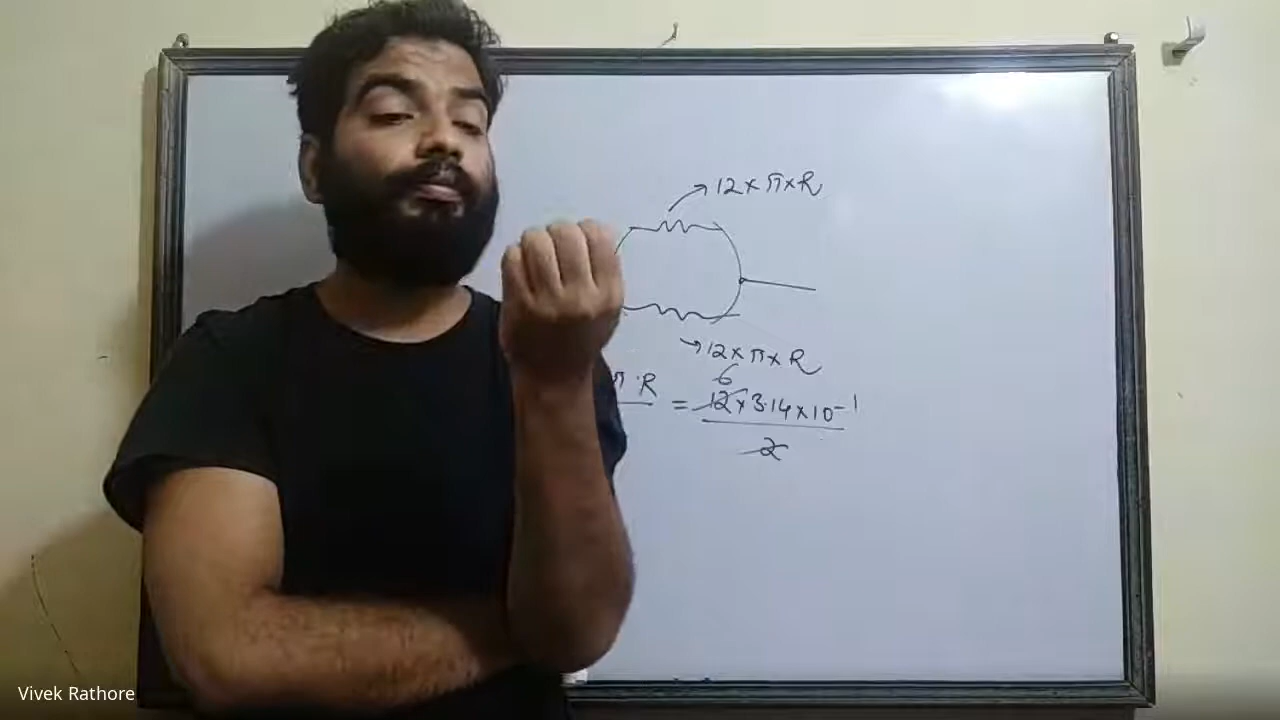 → 12 × π × R
→ 12 × π × R
6
π · R = 12 × 3.14 × 10⁻¹
2
Vivek Rathore